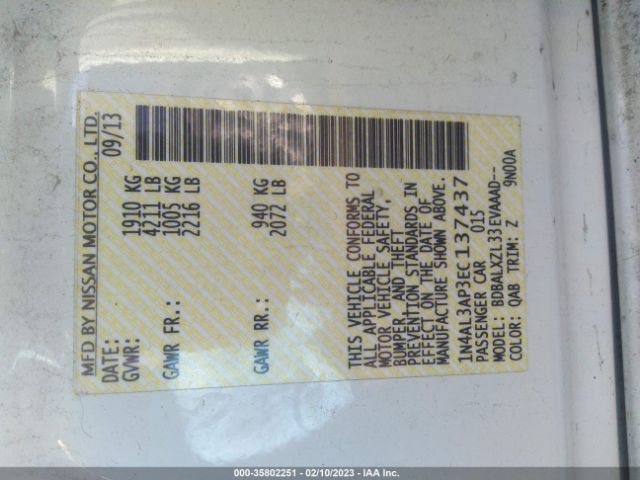 MFD BY NISSAN MOTOR CO., LTD.
DATE: 09/13
GVWR: 1910 KG
4211 LB
GAWR FR.: 1005 KG
2216 LB
GAWR RR.: 940 KG
2072 LB
THIS VEHICLE CONFORMS TO
ALL APPLICABLE FEDERAL
MOTOR VEHICLE SAFETY,
BUMPER, AND THEFT
PREVENTION STANDARDS IN
EFFECT ON THE DATE OF
MANUFACTURE SHOWN ABOVE.
1N4AL3AP3EC137437
PASSENGER CAR 015
MODEL: BDBALXZL33EVAAAD--
COLOR: QAB TRIM: Z 9N00A
000-35802251 - 02/10/2023 - IAA Inc.